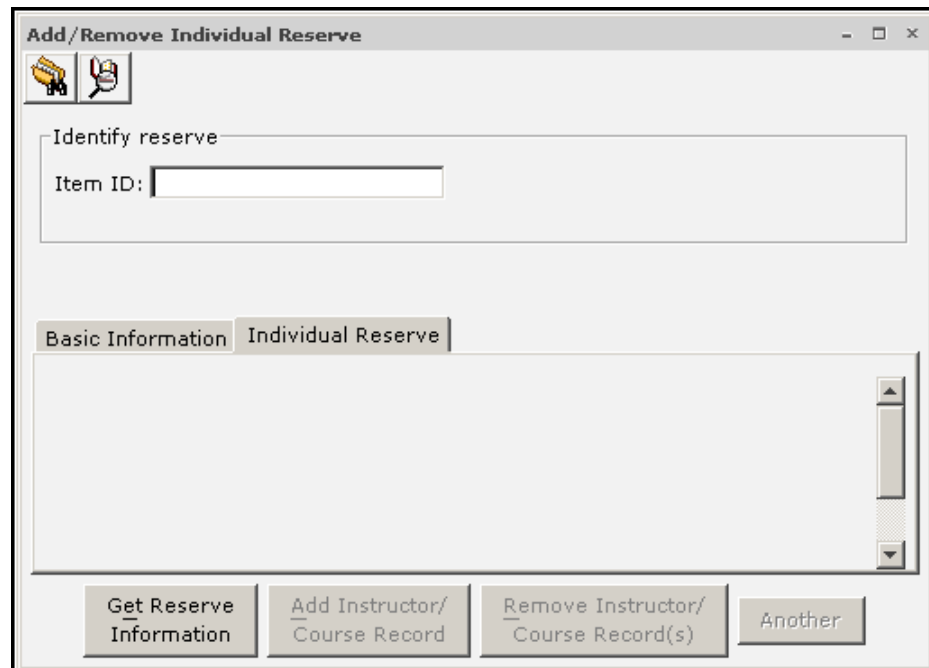 Add/Remove Individual Reserve
Identify reserve
Item ID:
Basic Information
Individual Reserve
Get Reserve
Information
Add Instructor/
Course Record
Remove Instructor/
Course Record(s)
Another